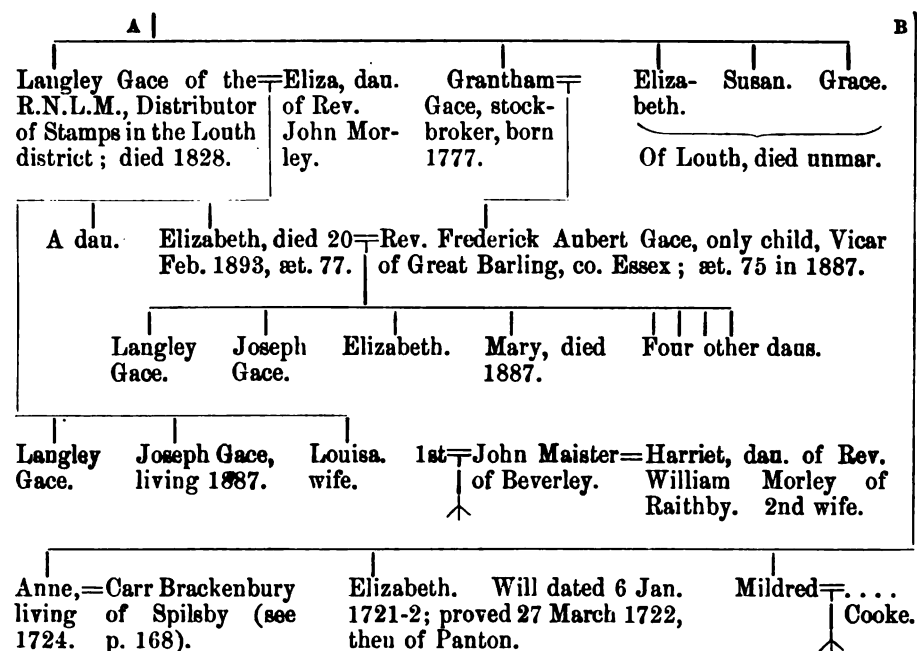 A B
Langley Gace of the=Eliza, dau.
R.N.L.M., Distributor of Rev.
of Stamps in the Louth John Mor-
district; died 1828. ley.
Grantham=
Gace, stock-
broker, born
1777.
Eliza- Susan. Grace.
beth.
Of Louth, died unmar.
A dau. Elizabeth, died 20=Rev. Frederick Aubert Gace, only child, Vicar
Feb. 1893, æt. 77. of Great Barling, co. Essex; æt. 75 in 1887.
Langley Joseph Elizabeth. Mary, died Four other daus.
Gace. Gace. 1887.
Langley Joseph Gace, Louisa. 1st=John Maister=Harriet, dau. of Rev.
Gace. living 1887. wife. of Beverley. William Morley of
Raithby. 2nd wife.
Anne,=Carr Brackenbury Elizabeth. Will dated 6 Jan. Mildred=....
living of Spilsby (see 1721-2; proved 27 March 1722, Cooke.
1724. p. 168). then of Panton.